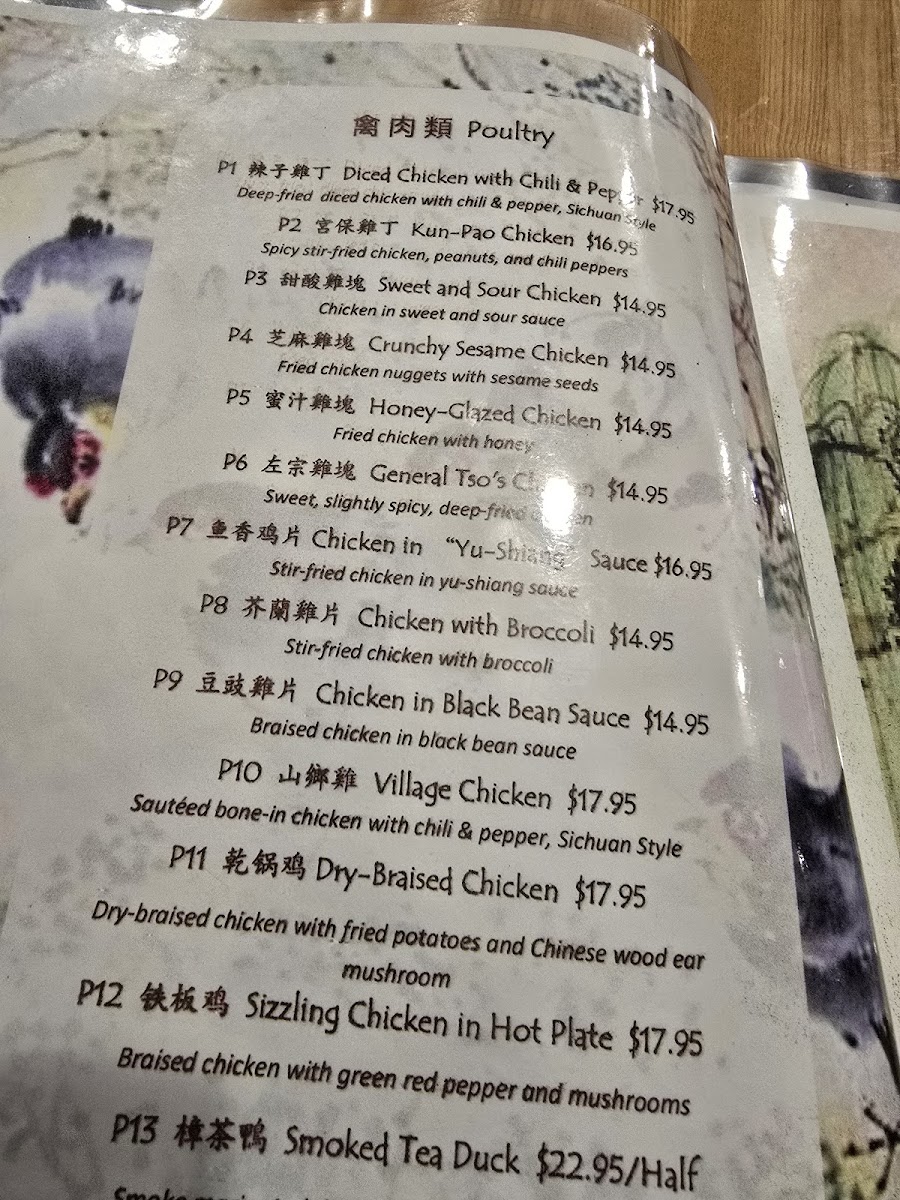 禽肉類 Poultry
P1 辣子雞丁 Diced Chicken with Chili & Pepper $17.95
Deep-fried diced chicken with chili & pepper, Sichuan Style
P2 宮保雞丁 Kun-Pao Chicken $16.95
Spicy stir-fried chicken, peanuts, and chili peppers
P3 甜酸雞塊 Sweet and Sour Chicken $14.95
Chicken in sweet and sour sauce
P4 芝麻雞塊 Crunchy Sesame Chicken $14.95
Fried chicken nuggets with sesame seeds
P5 蜜汁雞塊 Honey-Glazed Chicken $14.95
Fried chicken with honey
P6 左宗雞塊 General Tso's Chicken $14.95
Sweet, slightly spicy, deep-fried chicken
P7 鱼香鸡片 Chicken in "Yu-Shiang" Sauce $16.95
Stir-fried chicken in yu-shiang sauce
P8 芥蘭雞片 Chicken with Broccoli $14.95
Stir-fried chicken with broccoli
P9 豆豉雞片 Chicken in Black Bean Sauce $14.95
Braised chicken in black bean sauce
P10 山鄉雞 Village Chicken $17.95
Sautéed bone-in chicken with chili & pepper, Sichuan Style
P11 乾锅鸡 Dry-Braised Chicken $17.95
Dry-braised chicken with fried potatoes and Chinese wood ear
mushroom
P12 铁板鸡 Sizzling Chicken in Hot Plate $17.95
Braised chicken with green red pepper and mushrooms
P13 樟茶鴨 Smoked Tea Duck $22.95/Half